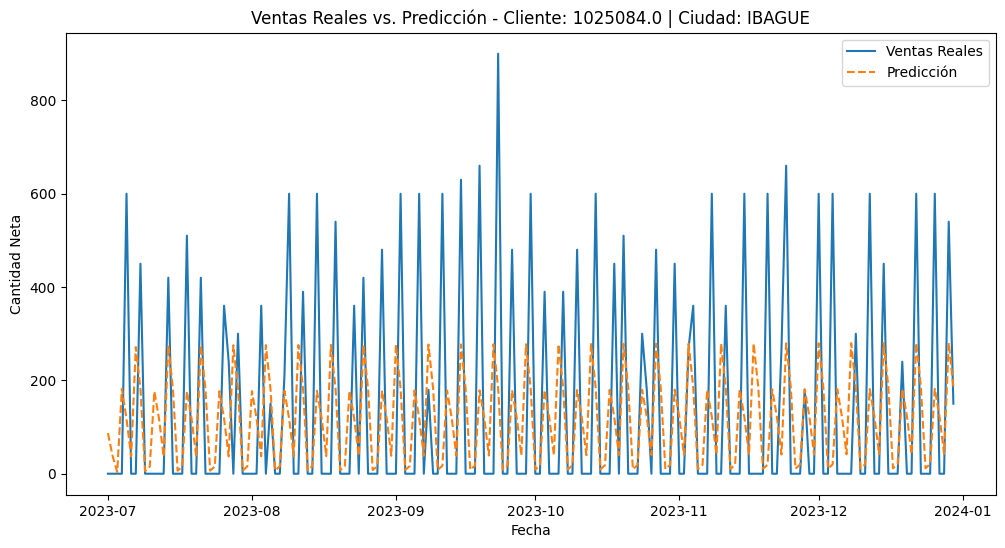 Ventas Reales vs. Predicción - Cliente: 1025084.0 | Ciudad: IBAGUE
Ventas Reales
Predicción
Cantidad Neta
800
600
400
200
0
2023-07
2023-08
2023-09
2023-10
2023-11
2023-12
2024-01
Fecha